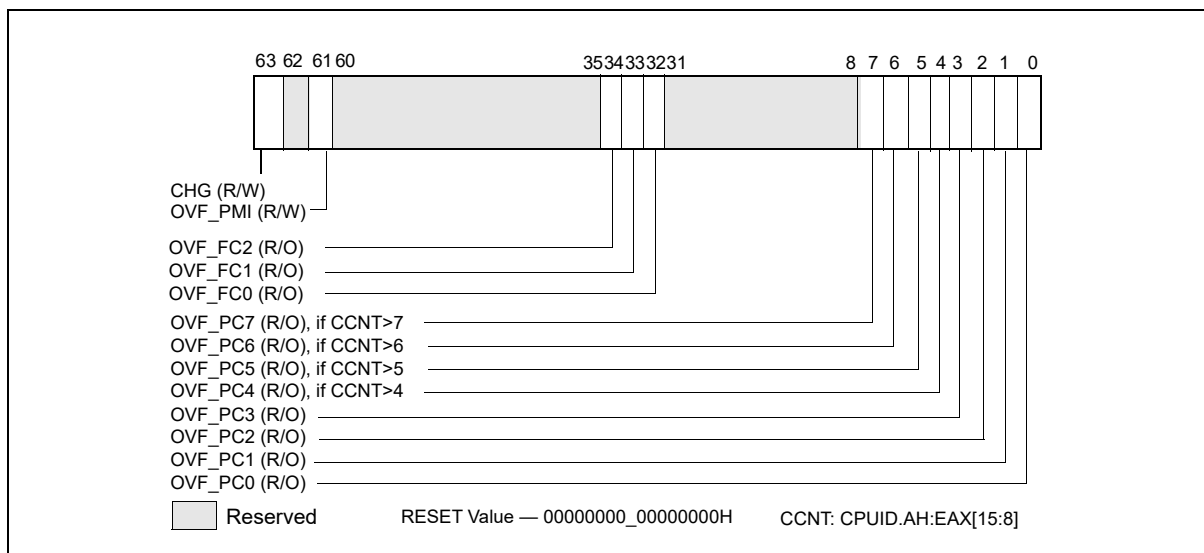 63 62 61 60 35 34 33 32 31 8 7 6 5 4 3 2 1 0
CHG (R/W)
OVF_PMI (R/W)
OVF_FC2 (R/O)
OVF_FC1 (R/O)
OVF_FC0 (R/O)
OVF_PC7 (R/O), if CCNT>7
OVF_PC6 (R/O), if CCNT>6
OVF_PC5 (R/O), if CCNT>5
OVF_PC4 (R/O), if CCNT>4
OVF_PC3 (R/O)
OVF_PC2 (R/O)
OVF_PC1 (R/O)
OVF_PC0 (R/O)
Reserved RESET Value — 00000000_00000000H CCNT: CPUID.AH:EAX[15:8]